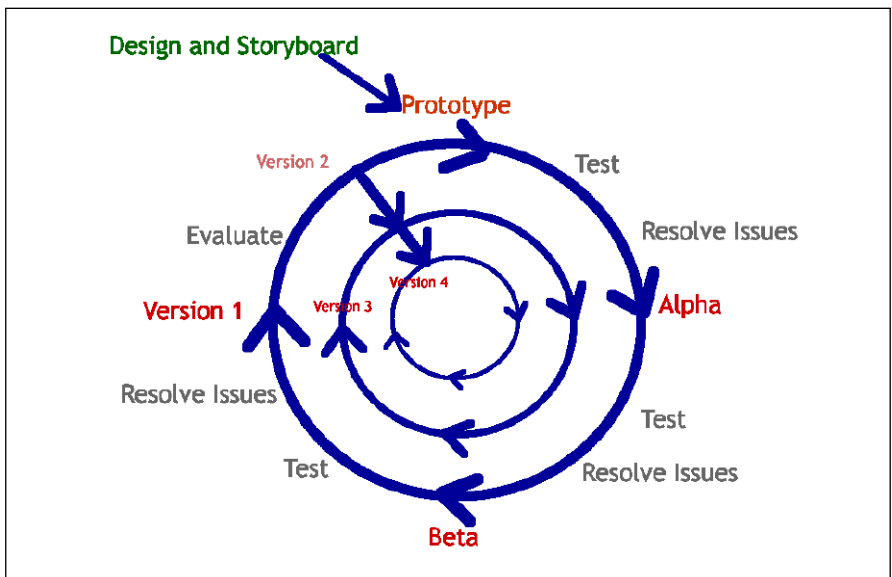 Design and Storyboard
Prototype
Version 2
Test
Evaluate
Resolve Issues
Version 4
Version 1
Version 3
Alpha
Resolve Issues
Test
Test
Resolve Issues
Beta